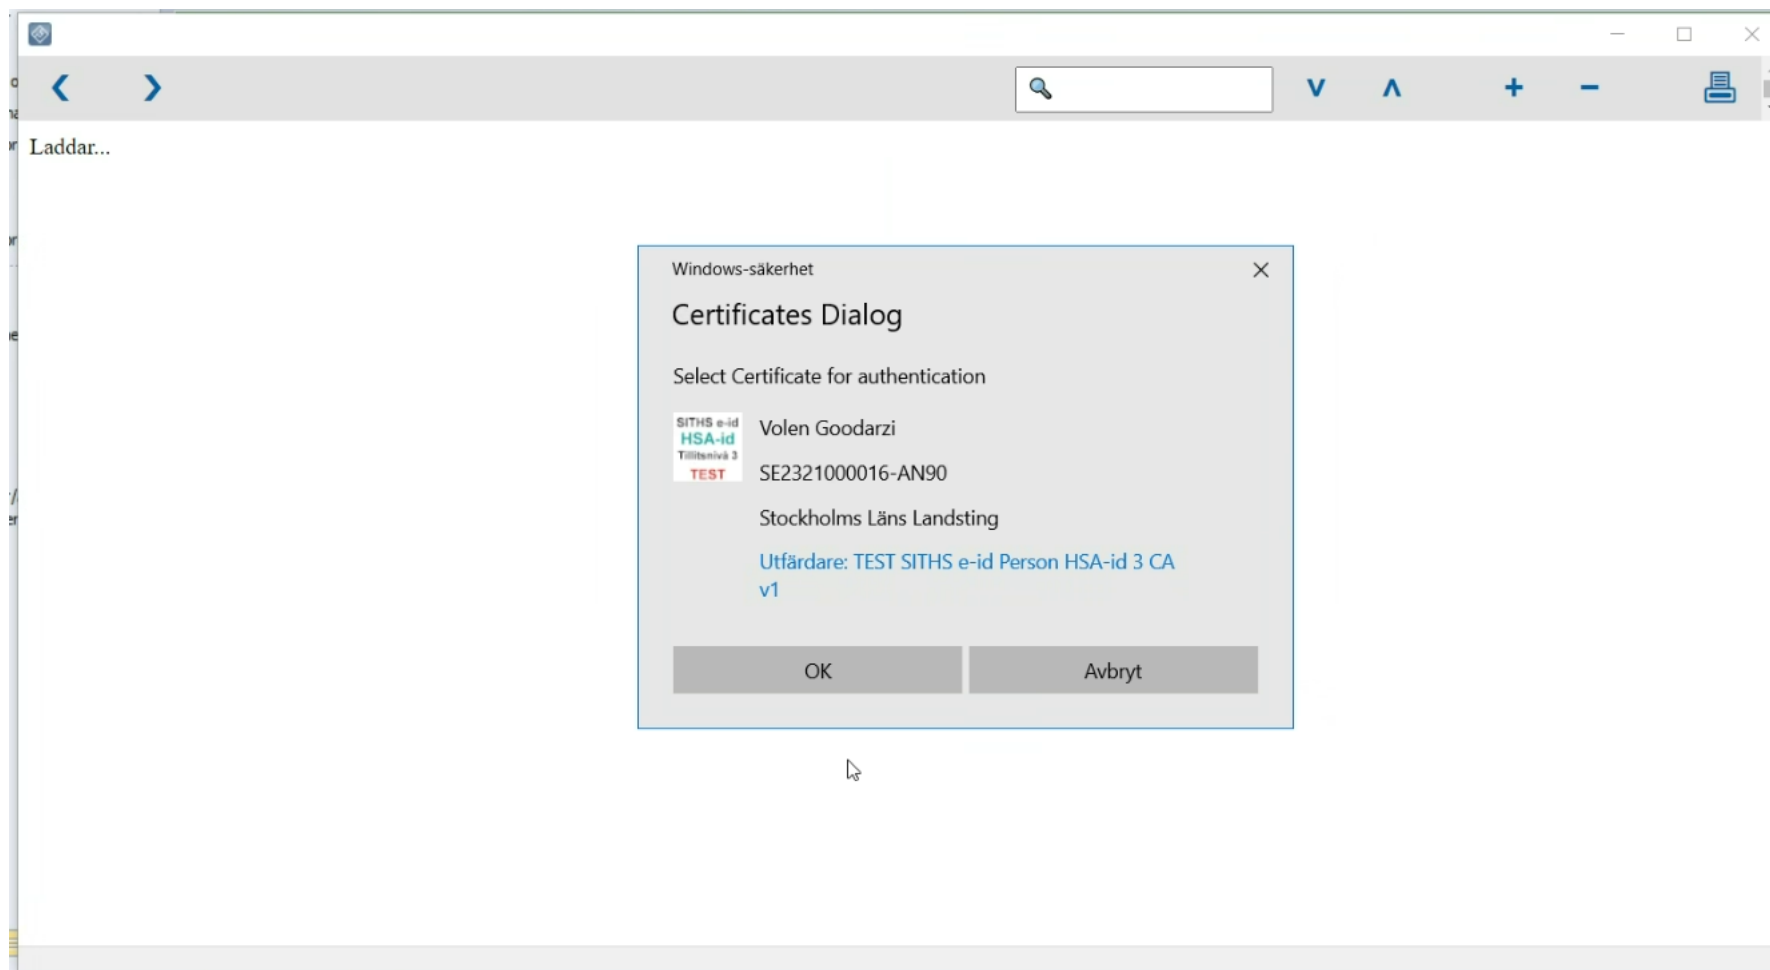 Laddar...
Windows-säkerhet
Certificates Dialog
Select Certificate for authentication
SITHS e-id
HSA-id
Tillitsnivå 3
TEST
Volen Goodarzi
SE2321000016-AN90
Stockholms Läns Landsting
Utfärdare: TEST SITHS e-id Person HSA-id 3 CA
v1
OK
Avbryt